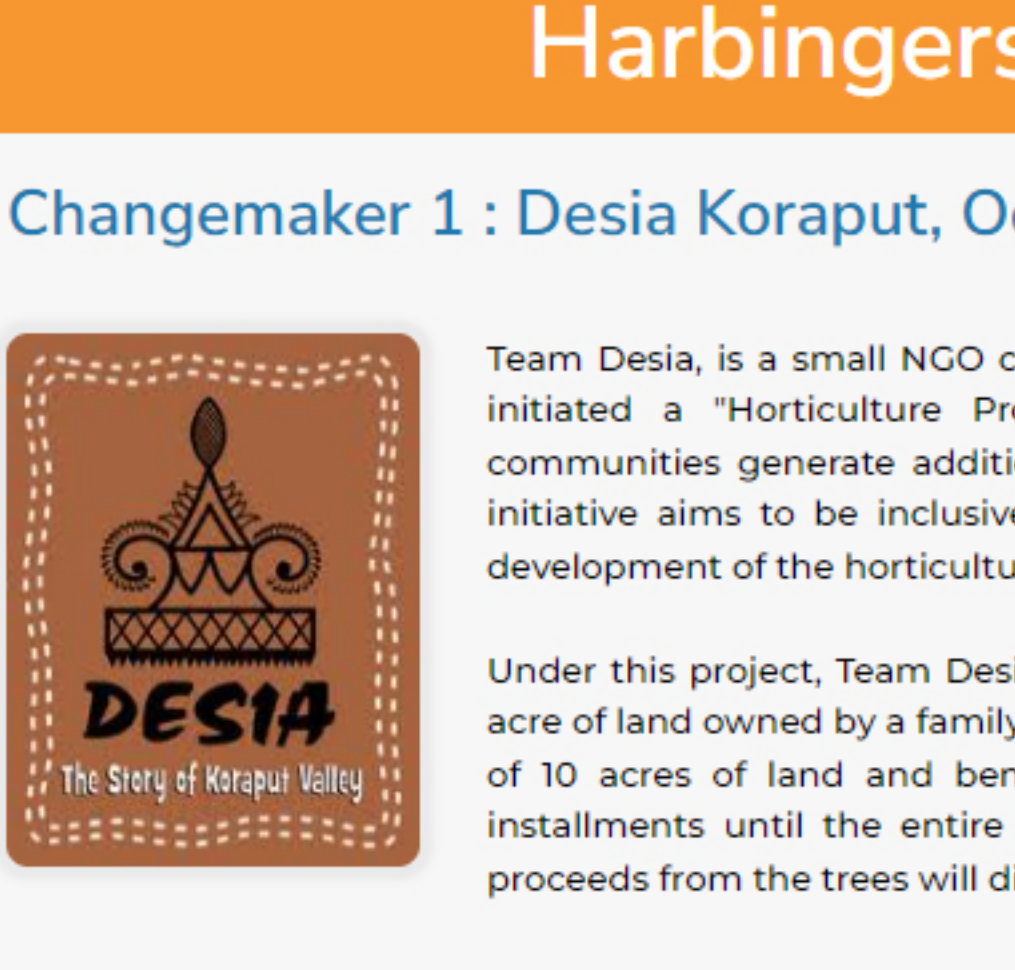 Harbingers
Changemaker 1 : Desia Koraput,
DESIA
The Story of Koraput Valley
Team Desia, is a small NGO
initiated a "Horticulture
communities generate
initiative aims to be inclusive
development of the
Under this project, Team
acre of land owned by a family
of 10 acres of land and
installments until the entire
proceeds from the trees will